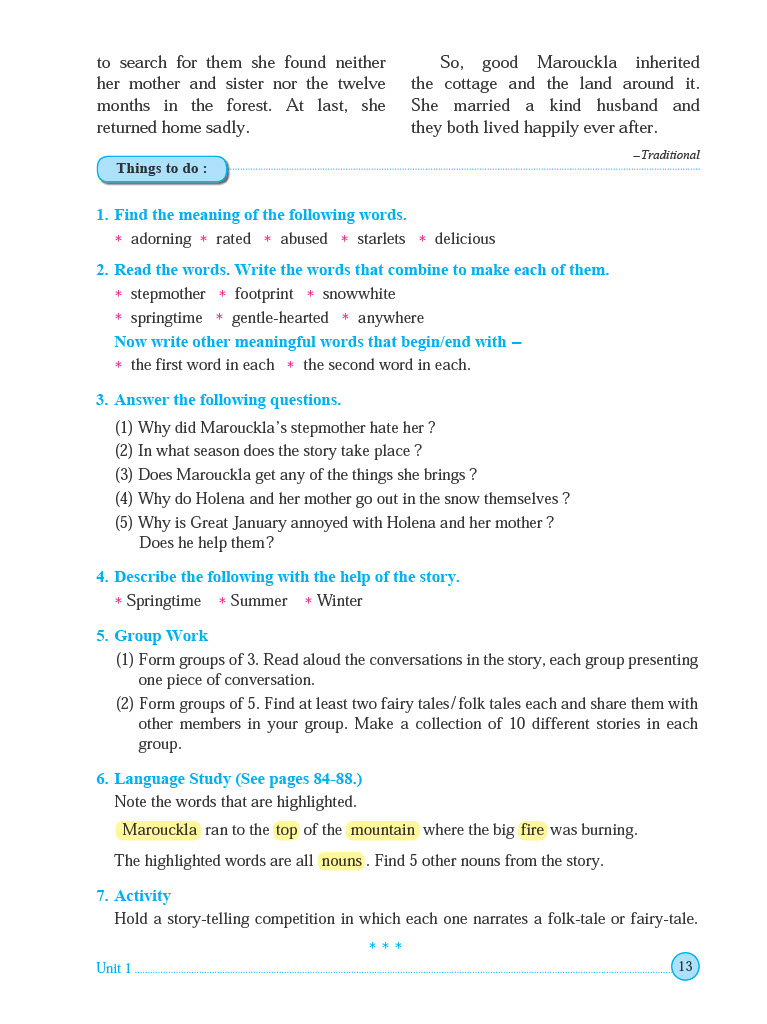 to search for them she found neither
her mother and sister nor the twelve
months in the forest. At last, she
returned home sadly.
So, good Marouckla inherited
the cottage and the land around it.
She married a kind husband and
they both lived happily ever after.
–Traditional
Things to do :
1. Find the meaning of the following words.
* adorning * rated * abused * starlets * delicious
2. Read the words. Write the words that combine to make each of them.
* stepmother * footprint * snowwhite
* springtime * gentle-hearted * anywhere
Now write other meaningful words that begin/end with –
* the first word in each * the second word in each.
3. Answer the following questions.
(1) Why did Marouckla's stepmother hate her ?
(2) In what season does the story take place ?
(3) Does Marouckla get any of the things she brings ?
(4) Why do Holena and her mother go out in the snow themselves ?
(5) Why is Great January annoyed with Holena and her mother ?
Does he help them ?
4. Describe the following with the help of the story.
* Springtime * Summer * Winter
5. Group Work
(1) Form groups of 3. Read aloud the conversations in the story, each group presenting
one piece of conversation.
(2) Form groups of 5. Find at least two fairy tales/folk tales each and share them with
other members in your group. Make a collection of 10 different stories in each
group.
6. Language Study (See pages 84-88.)
Note the words that are highlighted.
Marouckla ran to the top of the mountain where the big fire was burning.
The highlighted words are all nouns . Find 5 other nouns from the story.
7. Activity
Hold a story-telling competition in which each one narrates a folk-tale or fairy-tale.
* * *
Unit 1
13